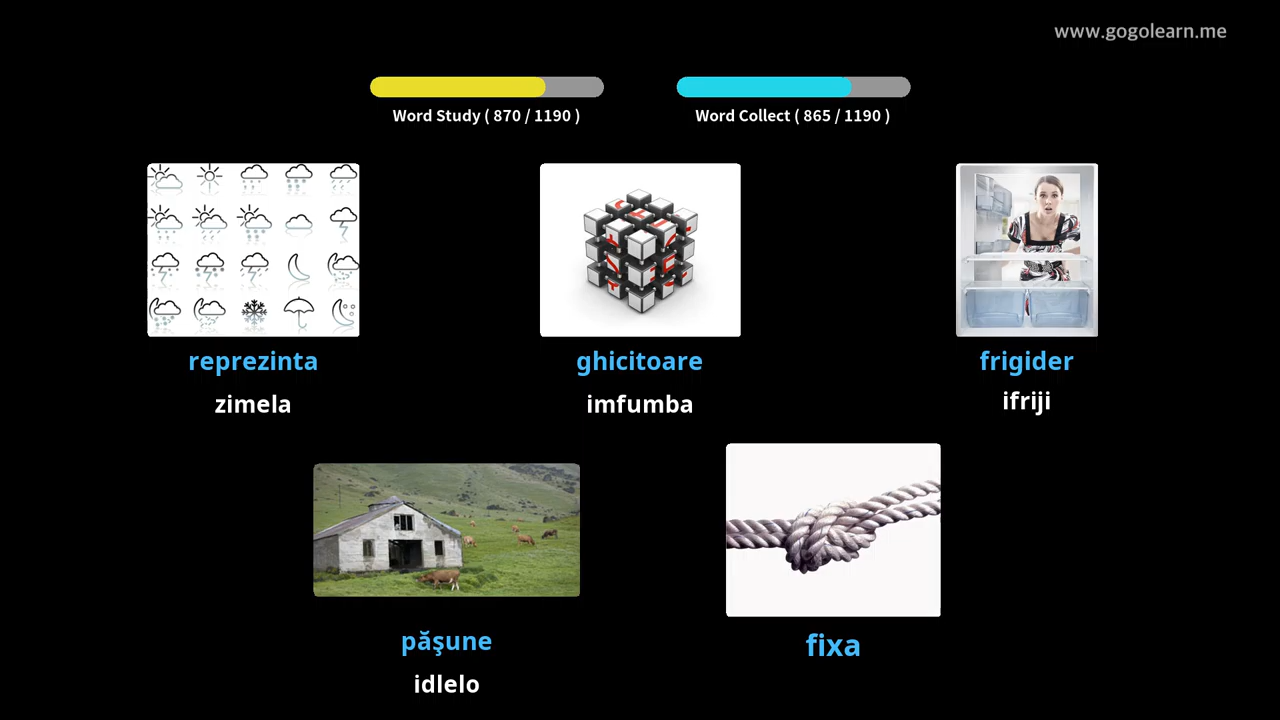 www.gogolearn.me
Word Study ( 870 / 1190 )
Word Collect ( 865 / 1190 )
reprezinta
ghicitoare
frigider
zimela
imfumba
ifriji
pășune
fixa
idlelo